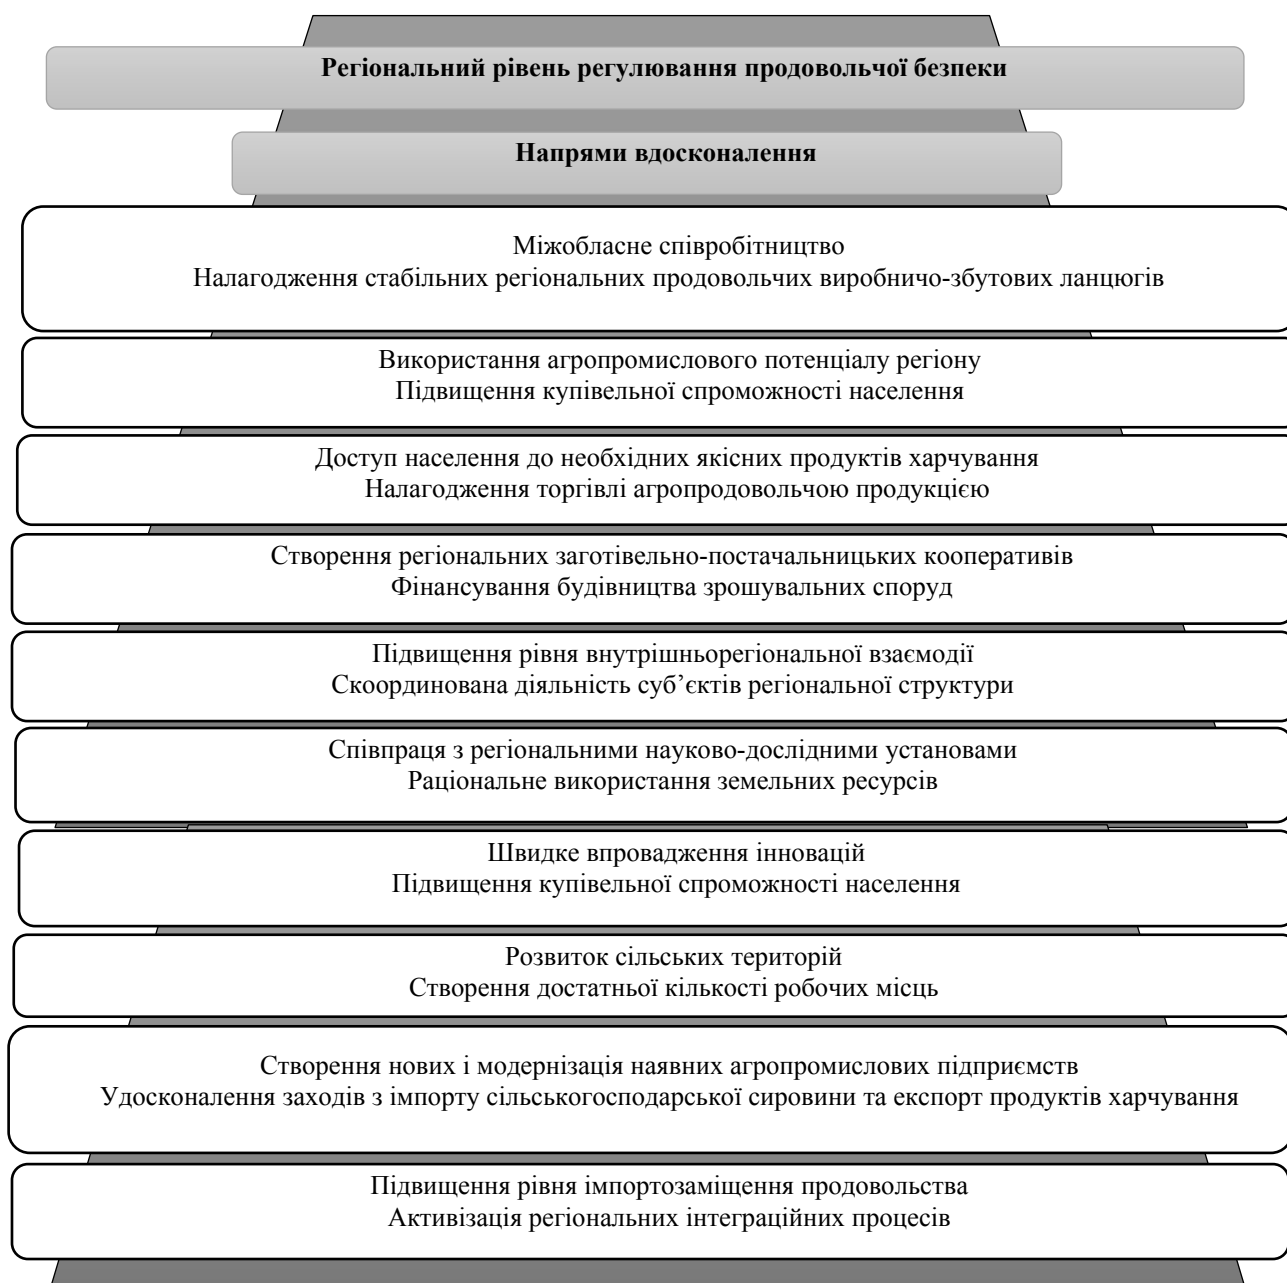 Регіональний рівень регулювання продовольчої безпеки
Напрями вдосконалення
Міжобласне співробітництво
Налагодження стабільних регіональних продовольчих виробничо-збутових ланцюгів
Використання агропромислового потенціалу регіону
Підвищення купівельної спроможності населення
Доступ населення до необхідних якісних продуктів харчування
Налагодження торгівлі агропродовольчою продукцією
Створення регіональних заготівельно-постачальницьких кооперативів
Фінансування будівництва зрошувальних споруд
Підвищення рівня внутрішньорегіональної взаємодії
Скоординована діяльність суб’єктів регіональної структури
Співпраця з регіональними науково-дослідними установами
Раціональне використання земельних ресурсів
Швидке впровадження інновацій
Підвищення купівельної спроможності населення
Розвиток сільських територій
Створення достатньої кількості робочих місць
Створення нових і модернізація наявних агропромислових підприємств
Удосконалення заходів з імпорту сільськогосподарської сировини та експорт продуктів харчування
Підвищення рівня імпортозаміщення продовольства
Активізація регіональних інтеграційних процесів